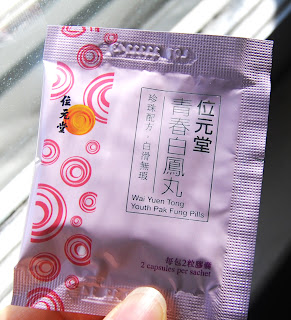 位元堂
位元堂
青春白鳳丸
珍珠配方·白滑無瑕
Wai Yuen Tong
Youth Pak Fung Pills
每包2粒膠囊
2 capsules per sachet